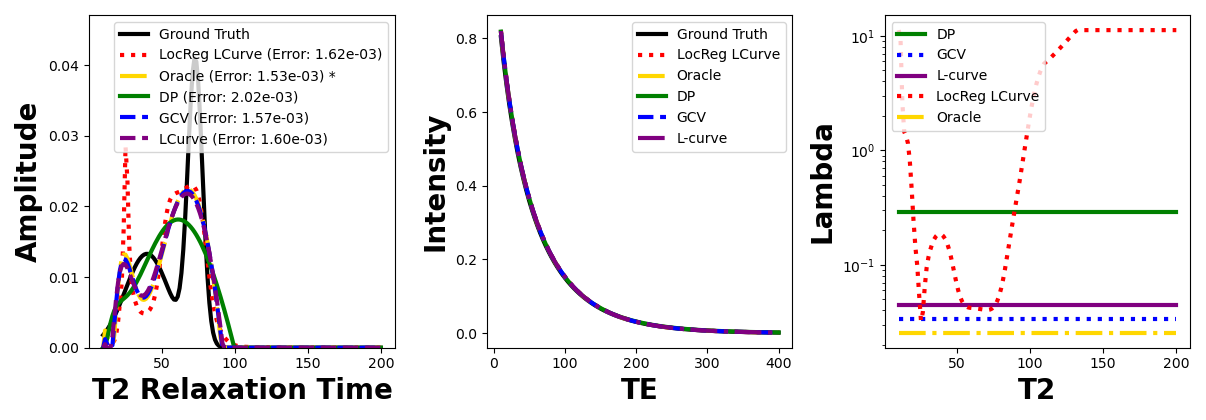 Amplitude
0.04
0.03
0.02
0.01
0.00
Ground Truth
LocReg LCurve (Error: 1.62e-03)
Oracle (Error: 1.53e-03) *
DP (Error: 2.02e-03)
GCV (Error: 1.57e-03)
LCurve (Error: 1.60e-03)
50 100 150 200
T2 Relaxation Time
Intensity
0.8
0.6
0.4
0.2
0.0
Ground Truth
LocReg LCurve
Oracle
DP
GCV
L-curve
0 100 200 300 400
TE
Lambda
10¹
10⁰
10⁻¹
DP
GCV
L-curve
LocReg LCurve
Oracle
50 100 150 200
T2